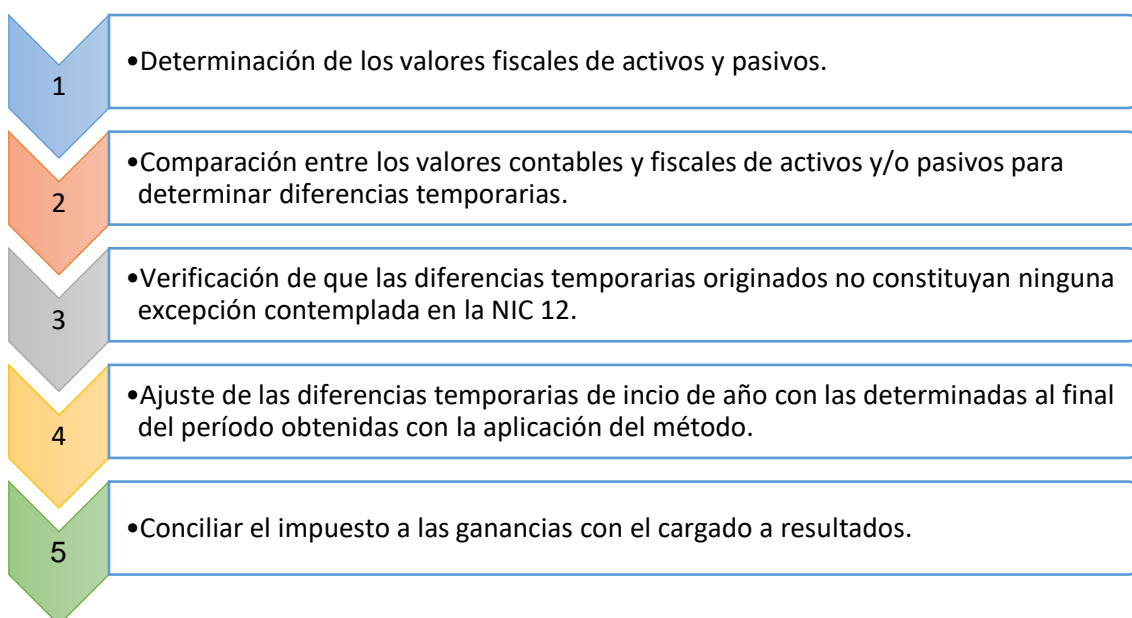 1
•Determinación de los valores fiscales de activos y pasivos.
2
•Comparación entre los valores contables y fiscales de activos y/o pasivos para
determinar diferencias temporarias.
3
•Verificación de que las diferencias temporarias originados no constituyan ninguna
excepción contemplada en la NIC 12.
4
•Ajuste de las diferencias temporarias de incio de año con las determinadas al final
del período obtenidas con la aplicación del método.
5
•Conciliar el impuesto a las ganancias con el cargado a resultados.